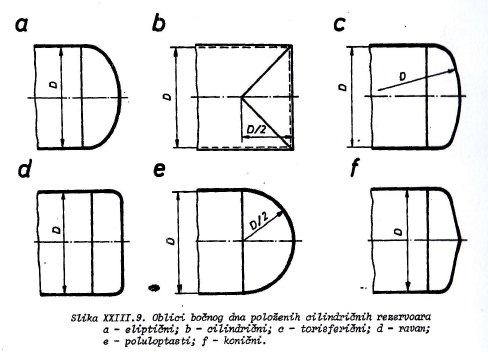 a
b
c
D
D
D/2
D
D
d
e
f
D
D
D/2
D
Slika XXIII.9. Oblici bočnog dna položenih cilindričnih rezervoara
a - eliptični; b - cilindrični; c - torisferični; d - ravan;
e - poluloptasti; f - konični.